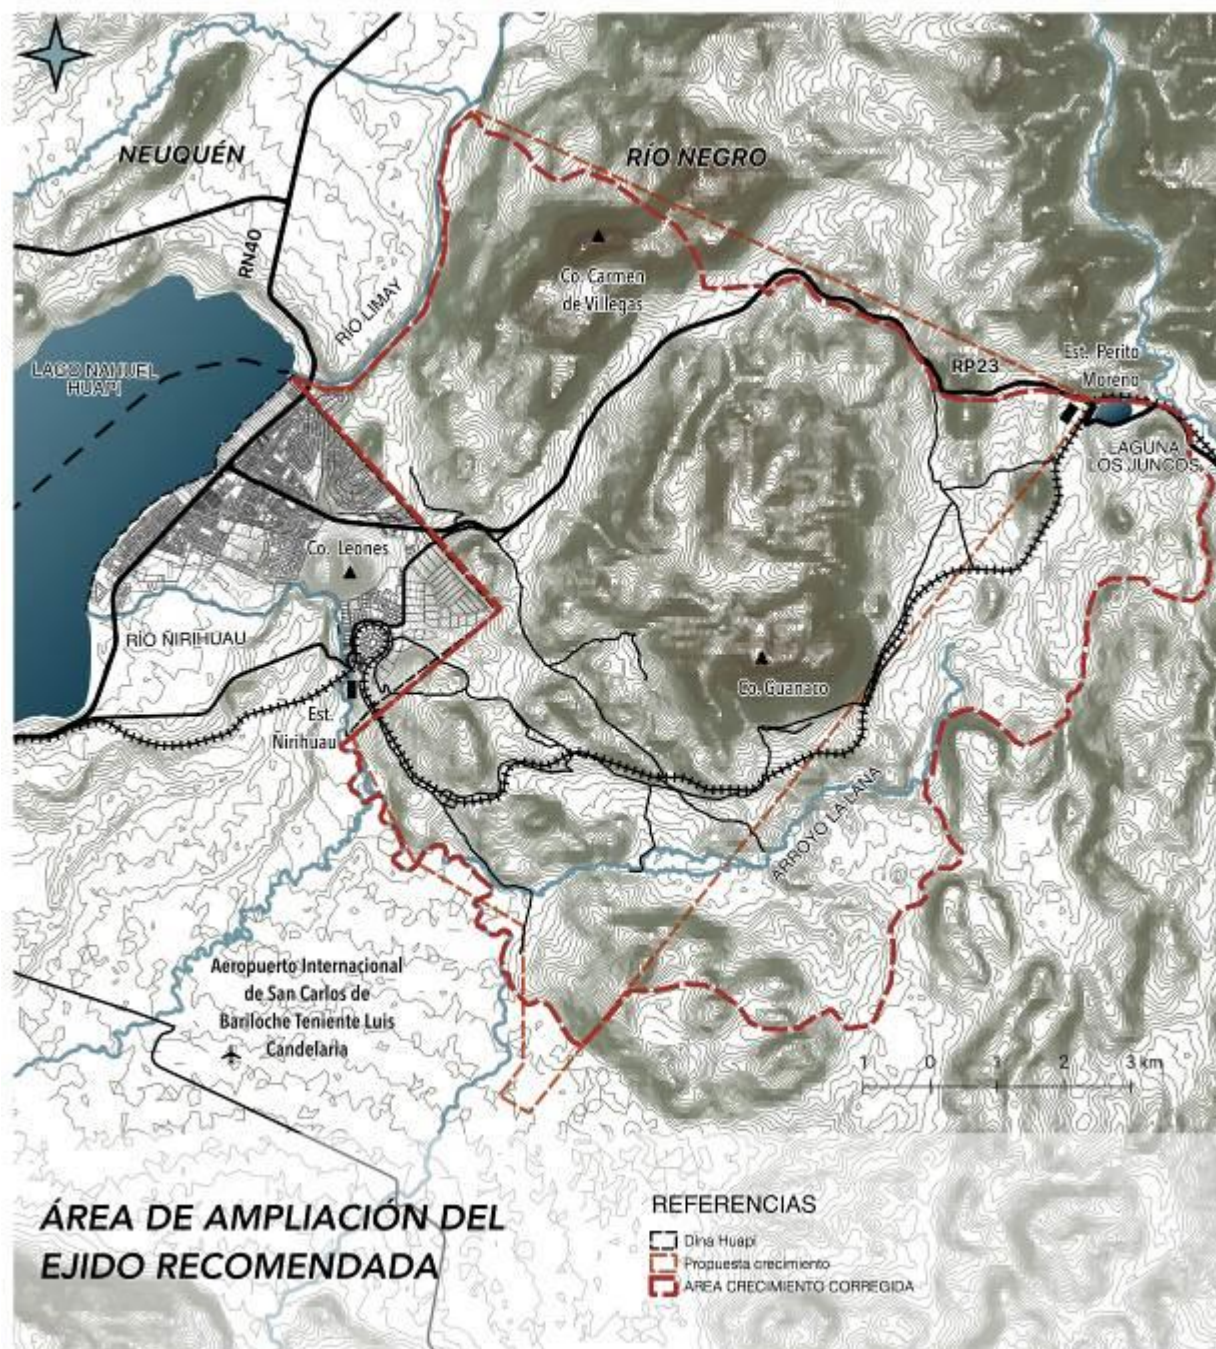 NEUQUÉN
RÍO NEGRO
RN40
RÍO LIMAY
Co. Carmen
de Villegas
LAGO NAHUEL
HUAPI
RP23
Est. Perito
Moreno
LAGUNA
LOS JUNCOS
Co. Leones
RÍO ÑIRIHUAU
Co. Guanaco
Est.
Ñirihuau
ARROYO LA LANA
Aeropuerto Internacional
de San Carlos de
Bariloche Teniente Luis
Candelaria
1 0 1 2 3 km
ÁREA DE AMPLIACIÓN DEL
EJIDO RECOMENDADA
REFERENCIAS
Dina Huapi
Propuesta crecimiento
AREA CRECIMIENTO CORREGIDA